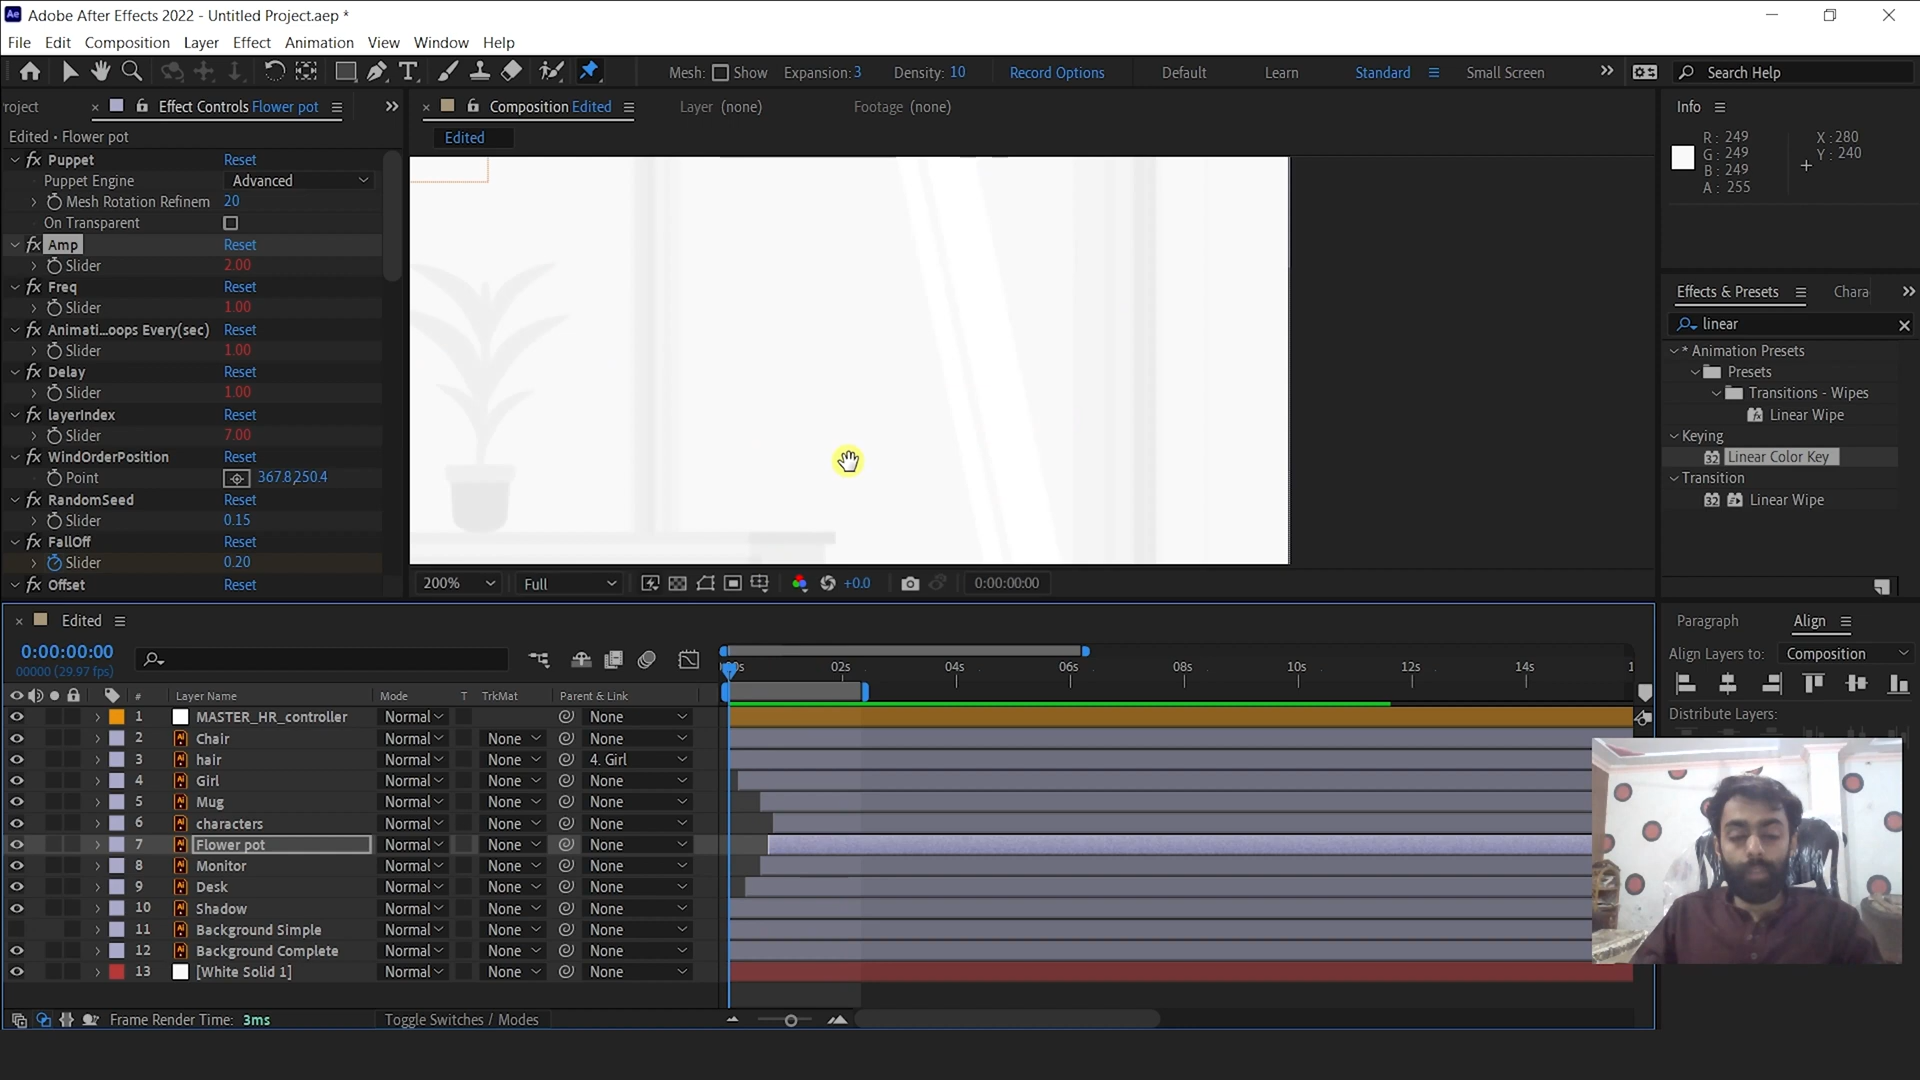 Adobe After Effects 2022 - Untitled Project.aep *
File Edit Composition Layer Effect Animation View Window Help
Mesh: Show Expansion: 3 Density: 10 Record Options Default Learn Standard Small Screen Search Help
roject Effect Controls Flower pot
Composition Edited Layer (none) Footage (none)
Info
Edited • Flower pot
Edited
R: 249
G: 249
B: 249
A: 255
X: 280
Y: 240
Puppet Reset
Puppet Engine Advanced
Mesh Rotation Refinem 20
On Transparent
Amp Reset
Slider 2.00
Freq Reset
Slider 1.00
Animati...oops Every(sec) Reset
Slider 1.00
Delay Reset
Slider 1.00
layerIndex Reset
Slider 7.00
WindOrderPosition Reset
Point 367.8,250.4
RandomSeed Reset
Slider 0.15
FallOff Reset
Slider 0.20
Offset Reset
200% Full +0.0 0:00:00:00
Effects & Presets Chara
linear
* Animation Presets
Presets
Transitions - Wipes
Linear Wipe
Keying
32 Linear Color Key
Transition
32 Linear Wipe
Edited
0:00:00:00
00000 (29.97 fps)
00s 02s 04s 06s 08s 10s 12s 14s 1
# Layer Name Mode T TrkMat Parent & Link
1 MASTER_HR_controller Normal None
2 Chair Normal None None
3 hair Normal None 4. Girl
4 Girl Normal None None
5 Mug Normal None None
6 characters Normal None None
7 Flower pot Normal None None
8 Monitor Normal None None
9 Desk Normal None None
10 Shadow Normal None None
11 Background Simple Normal None None
12 Background Complete Normal None None
13 [White Solid 1] Normal None None
Frame Render Time: 3ms Toggle Switches / Modes
Paragraph Align
Align Layers to: Composition
Distribute Layers: